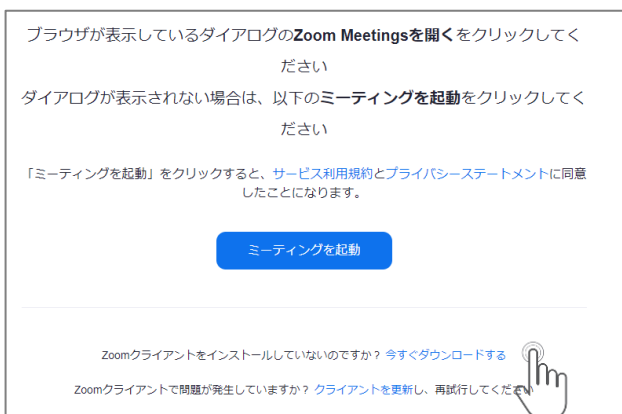 ブラウザが表示しているダイアログのZoom Meetingsを開くをクリックしてく
ださい
ダイアログが表示されない場合は、以下のミーティングを起動をクリックしてく
ださい
「ミーティングを起動」をクリックすると、サービス利用規約とプライバシーステートメントに同意
したことになります。
ミーティングを起動
Zoomクライアントをインストールしていないのですか？ 今すぐダウンロードする
Zoomクライアントで問題が発生していますか？ クライアントを更新し、再試行してください